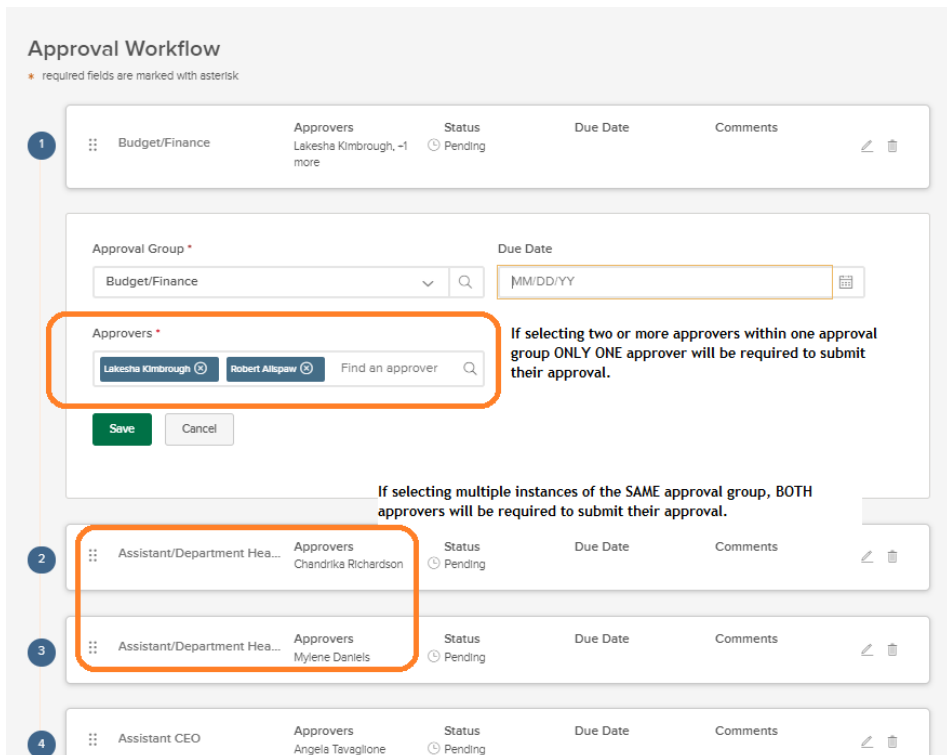 Approval Workflow
* required fields are marked with asterisk
1
Budget/Finance
Approvers
Lakesha Kimbrough, ~1
more
Status
Pending
Due Date
Comments
Approval Group *
Budget/Finance
Due Date
MM/DD/YY
Approvers *
Lakesha Kimbrough
Robert Allspaw
Find an approver
If selecting two or more approvers within one approval
group ONLY ONE approver will be required to submit
their approval.
Save
Cancel
If selecting multiple instances of the SAME approval group, BOTH
approvers will be required to submit their approval.
2
Assistant/Department Hea...
Approvers
Chandrika Richardson
Status
Pending
Due Date
Comments
3
Assistant/Department Hea...
Approvers
Mylene Daniels
Status
Pending
Due Date
Comments
4
Assistant CEO
Approvers
Angela Tavaglione
Status
Pending
Due Date
Comments